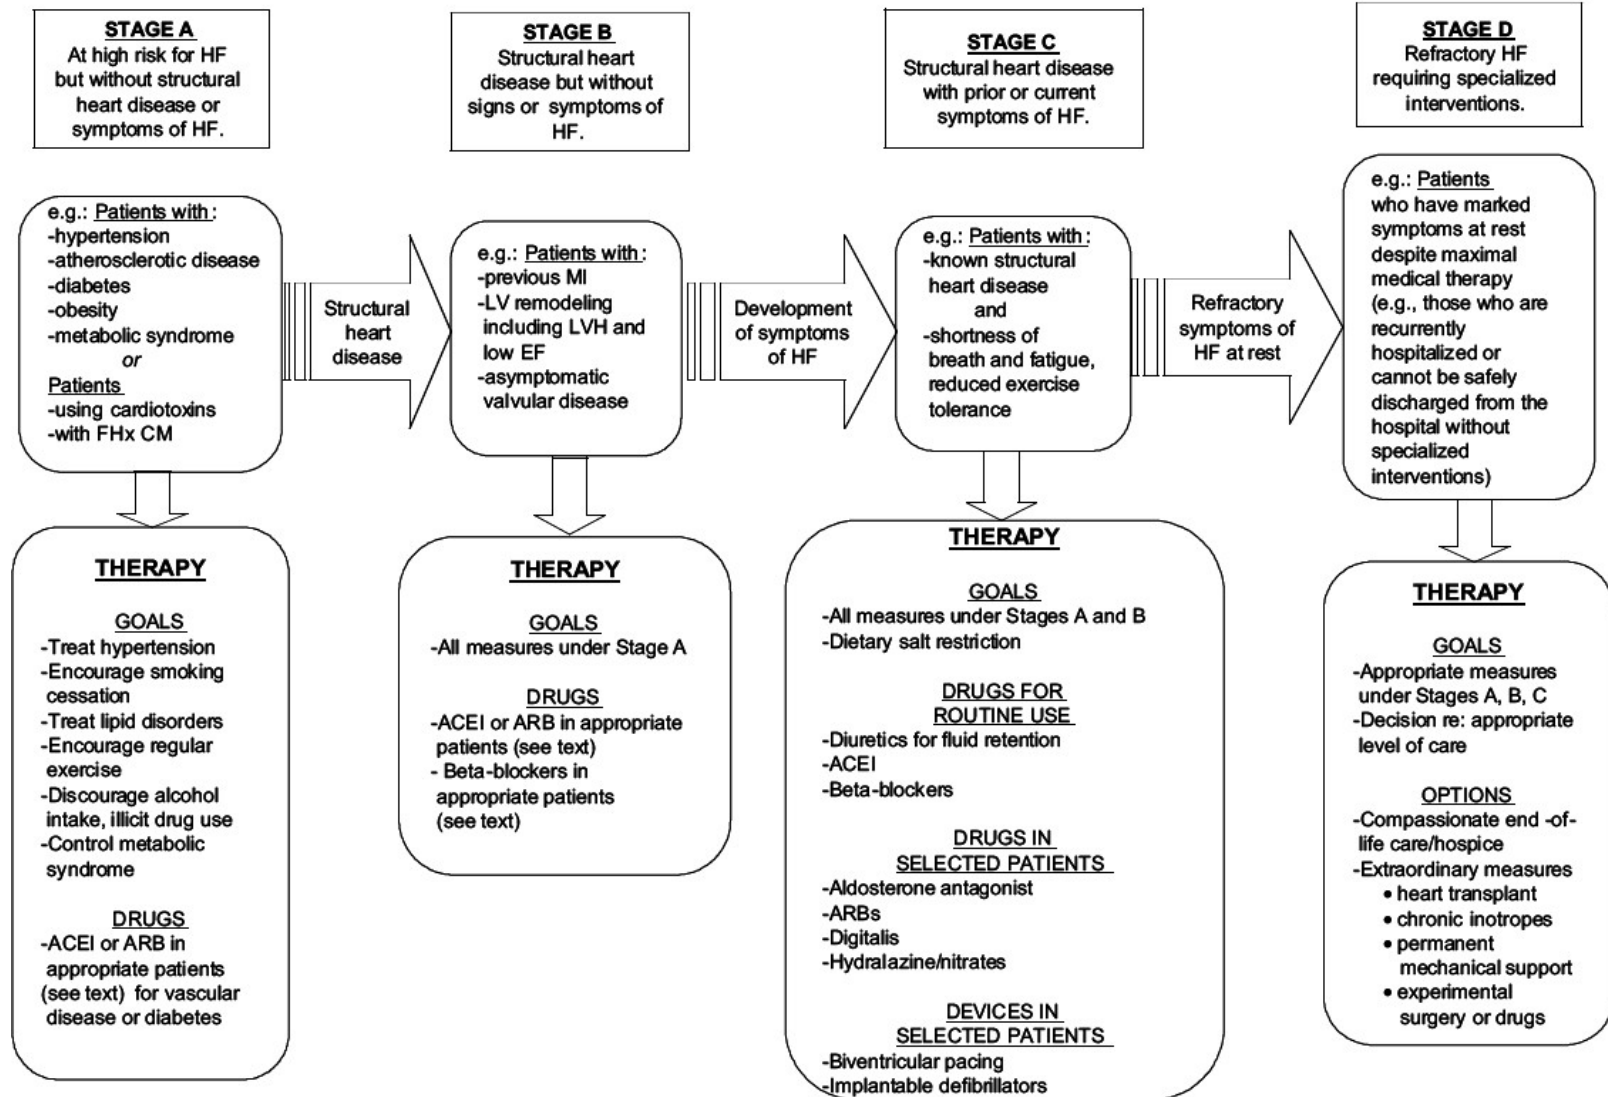 STAGE A
At high risk for HF
but without structural
heart disease or
symptoms of HF.
STAGE B
Structural heart
disease but without
signs or symptoms of
HF.
STAGE C
Structural heart disease
with prior or current
symptoms of HF.
STAGE D
Refractory HF
requiring specialized
interventions.
e.g.: Patients with:
-hypertension
-atherosclerotic disease
-diabetes
-obesity
-metabolic syndrome
or
Patients
-using cardiotoxins
-with FHx CM
Structural
heart
disease
e.g.: Patients with:
-previous MI
-LV remodeling
including LVH and
low EF
-asymptomatic
valvular disease
Development
of symptoms
of HF
e.g.: Patients with:
-known structural
heart disease
and
-shortness of
breath and fatigue,
reduced exercise
tolerance
Refractory
symptoms of
HF at rest
e.g.: Patients
who have marked
symptoms at rest
despite maximal
medical therapy
(e.g., those who are
recurrently
hospitalized or
cannot be safely
discharged from the
hospital without
specialized
interventions)
THERAPY
GOALS
-Treat hypertension
-Encourage smoking
cessation
-Treat lipid disorders
-Encourage regular
exercise
-Discourage alcohol
intake, illicit drug use
-Control metabolic
syndrome
DRUGS
-ACEI or ARB in
appropriate patients
(see text) for vascular
disease or diabetes
THERAPY
GOALS
-All measures under Stage A
DRUGS
-ACEI or ARB in appropriate
patients (see text)
- Beta-blockers in
appropriate patients
(see text)
THERAPY
GOALS
-All measures under Stages A and B
-Dietary salt restriction
DRUGS FOR
ROUTINE USE
-Diuretics for fluid retention
-ACEI
-Beta-blockers
DRUGS IN
SELECTED PATIENTS
-Aldosterone antagonist
-ARBs
-Digitalis
-Hydralazine/nitrates
DEVICES IN
SELECTED PATIENTS
-Biventricular pacing
-Implantable defibrillators
THERAPY
GOALS
-Appropriate measures
under Stages A, B, C
-Decision re: appropriate
level of care
OPTIONS
-Compassionate end -of-
life care/hospice
-Extraordinary measures
• heart transplant
• chronic inotropes
• permanent
mechanical support
• experimental
surgery or drugs